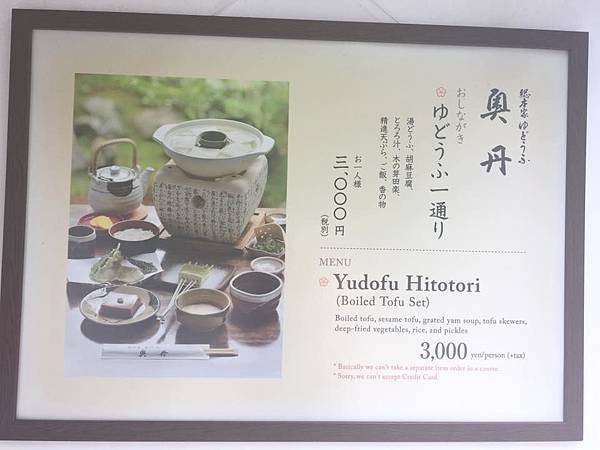 総本家ゆどうふ
奥丹
おしながき
ゆどうふ一通り
湯どうふ、胡麻豆腐、
とろろ汁、木の芽田楽、
精進天ぷら、ご飯、香の物
お一人様
三、〇〇〇円
（税別）
MENU
Yudofu Hitotori
(Boiled Tofu Set)
Boiled tofu, sesame tofu, grated yam soup, tofu skewers,
deep-fried vegetables, rice, and pickles
3,000 yen/person (+tax)
* Basically we can't take a separate item order in a course.
* Sorry, we can't accept Credit Card.
奥丹